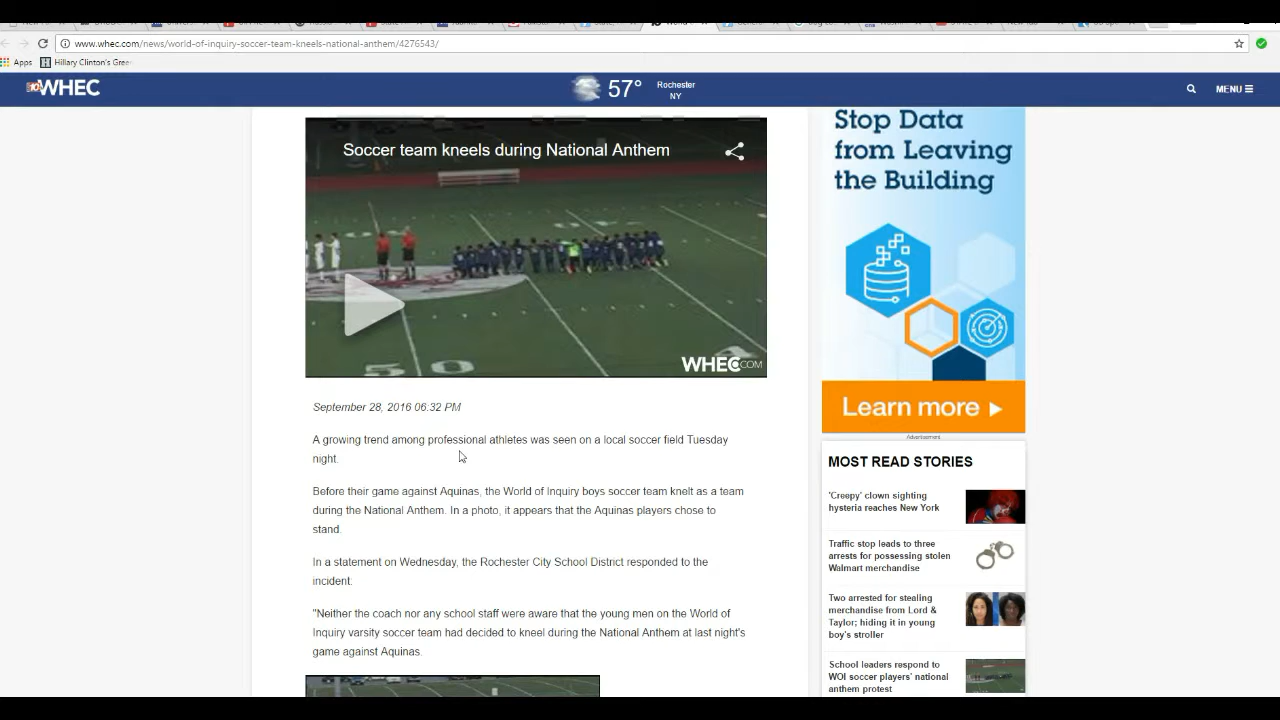 www.whec.com/news/world-of-inquiry-soccer-team-kneels-national-anthem/4276543/
Apps
Hillary Clinton's Gree
10 WHEC
57°
Rochester
NY
MENU
Soccer team kneels during National Anthem
50
WHEC.COM
September 28, 2016 06:32 PM
A growing trend among professional athletes was seen on a local soccer field Tuesday
night.
Before their game against Aquinas, the World of Inquiry boys soccer team knelt as a team
during the National Anthem. In a photo, it appears that the Aquinas players chose to
stand.
In a statement on Wednesday, the Rochester City School District responded to the
incident:
"Neither the coach nor any school staff were aware that the young men on the World of
Inquiry varsity soccer team had decided to kneel during the National Anthem at last night's
game against Aquinas.
Stop Data
from Leaving
the Building
Learn more
Advertisement
MOST READ STORIES
'Creepy' clown sighting
hysteria reaches New York
Traffic stop leads to three
arrests for possessing stolen
Walmart merchandise
Two arrested for stealing
merchandise from Lord &
Taylor; hiding it in young
boy's stroller
School leaders respond to
WOI soccer players' national
anthem protest